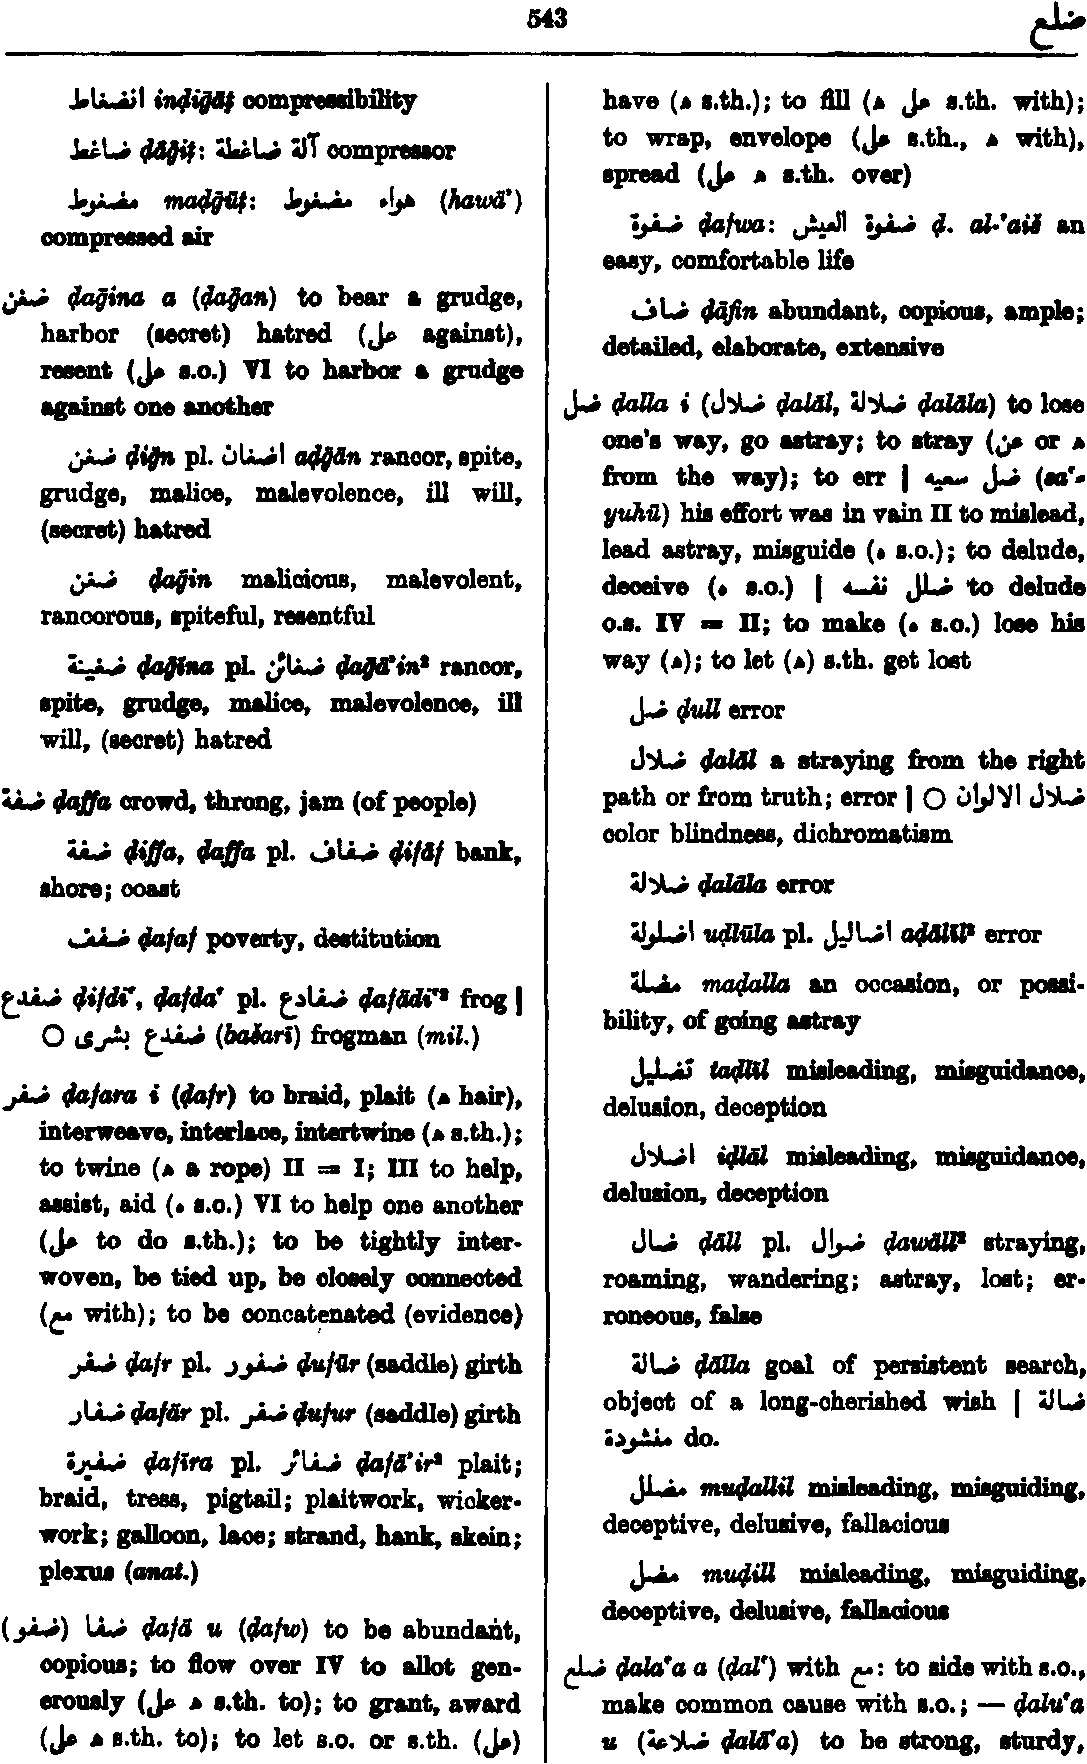 543
ضلع
انضغاط inḍiḡāṭ compressibility
ضاغط ḍāḡiṭ: آلة ضاغطة compressor
مضغوط maḍḡūṭ: هواء مضغوط (hawā’)
compressed air
ضغن ḍaḡina a (ḍaḡan) to bear a grudge,
harbor (secret) hatred (على against),
resent (على s.o.) VI to harbor a grudge
against one another
ضغن ḍiḡn pl. اضغان aḍḡān rancor, spite,
grudge, malice, malevolence, ill will,
(secret) hatred
ضغن ḍaḡin malicious, malevolent,
rancorous, spiteful, resentful
ضغينة ḍaḡīna pl. ضغائن ḍaḡā’in² rancor,
spite, grudge, malice, malevolence, ill
will, (secret) hatred
ضفة ḍaffa crowd, throng, jam (of people)
ضفة ḍiffa, ḍaffa pl. ضفاف ḍifāf bank,
shore; coast
ضفف ḍafaf poverty, destitution
ضفدع ḍifdi‘, ḍafda‘ pl. ضفادع ḍafādi‘² frog |
○ ضفدع بشرى (bašarī) frogman (mil.)
ضفر ḍafara i (ḍafr) to braid, plait (ه hair),
interweave, interlace, intertwine (ه s.th.);
to twine (ه a rope) II = I; III to help,
assist, aid (ه s.o.) VI to help one another
(على to do s.th.); to be tightly inter-
woven, be tied up, be closely connected
(مع with); to be concatenated (evidence)
ضفر ḍafr pl. ضفور ḍufūr (saddle) girth
ضفار ḍafār pl. ضفر ḍufur (saddle) girth
ضفيرة ḍafīra pl. ضفائر ḍafā’ir² plait;
braid, tress, pigtail; plaitwork, wicker-
work; galloon, lace; strand, hank, skein;
plexus (anat.)
(ضفو) ضفا ḍafā u (ḍafw) to be abundant,
copious; to flow over IV to allot gen-
erously (ه على s.th. to); to grant, award
(ه على s.th. to); to let s.o. or s.th. (على)
have (ه s.th.); to fill (ه على s.th. with);
to wrap, envelope (على s.th., ه with),
spread (ه على s.th. over)
ضفوة ḍafwa: ضفوة العيش ḍ. al-‘aiš an
easy, comfortable life
ضاف ḍāfin abundant, copious, ample;
detailed, elaborate, extensive
ضل ḍalla i (ضلال ḍalāl, ضلالة ḍalāla) to lose
one's way, go astray; to stray (عن or ه
from the way); to err | ضل سعيه (sa‘-
yuhū) his effort was in vain II to mislead,
lead astray, misguide (ه s.o.); to delude,
deceive (ه s.o.) | ضلل نفسه to delude
o.s. IV = II; to make (ه s.o.) lose his
way (ه); to let (ه) s.th. get lost
ضل ḍull error
ضلال ḍalāl a straying from the right
path or from truth; error | ○ ضلال الالوان
color blindness, dichromatism
ضلالة ḍalāla error
اضلولة uḍlūla pl. اضاليل aḍālīl² error
مضلة maḍalla an occasion, or possi-
bility, of going astray
تضليل taḍlīl misleading, misguidance,
delusion, deception
اضلال iḍlāl misleading, misguidance,
delusion, deception
ضال ḍāll pl. ضوال ḍawāll² straying,
roaming, wandering; astray, lost; er-
roneous, false
ضالة ḍālla goal of persistent search,
object of a long-cherished wish | ضالة
منشودة do.
مضلل muḍallil misleading, misguiding,
deceptive, delusive, fallacious
مضل muḍill misleading, misguiding,
deceptive, delusive, fallacious
ضلع ḍala‘a a (ḍal‘) with مع: to side with s.o.,
make common cause with s.o.; — ḍalu‘a
u (ضلاعة ḍalā‘a) to be strong, sturdy,